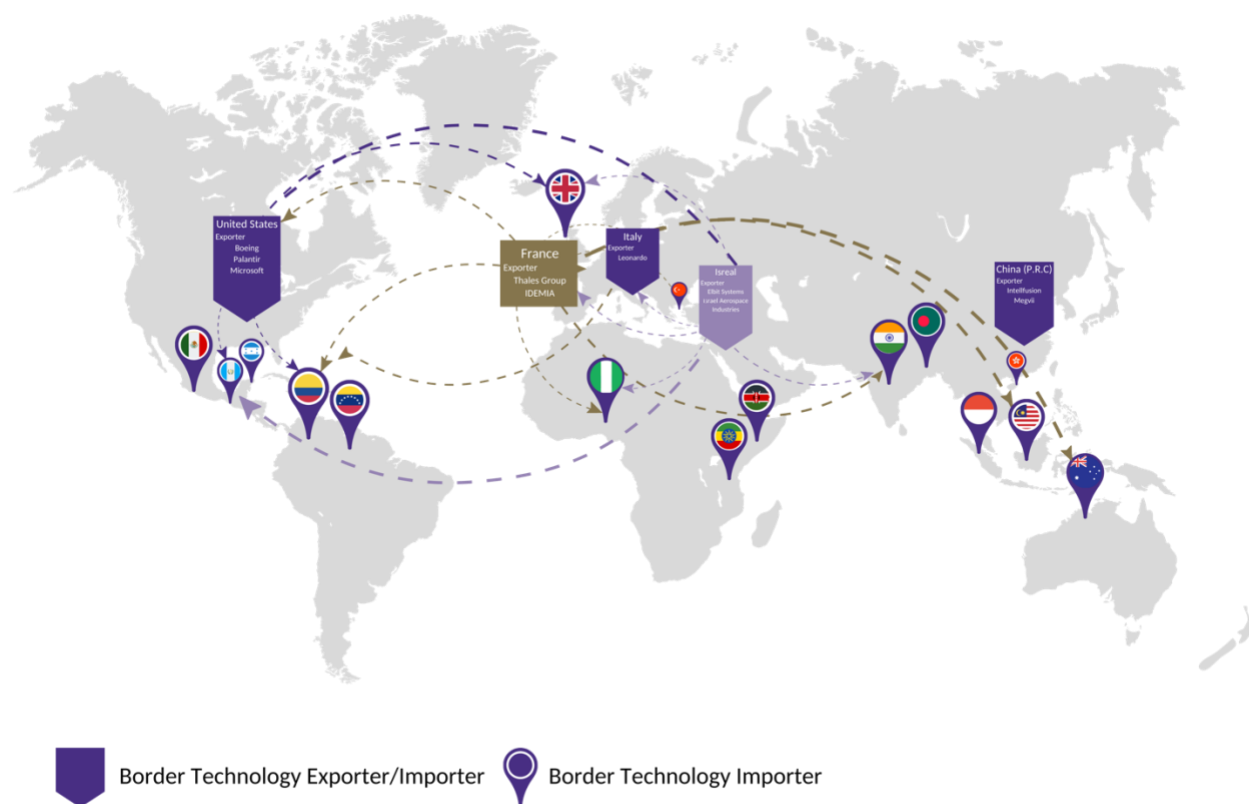 United States
Exporter
Boeing
Palantir
Microsoft
France
Exporter
Thales Group
IDEMIA
Italy
Exporter
Leonardo
Isreal
Exporter
Elbit Systems
Israel Aerospace
Industries
China (P.R.C)
Exporter
Intellfusion
Megvii
Border Technology Exporter/Importer
Border Technology Importer